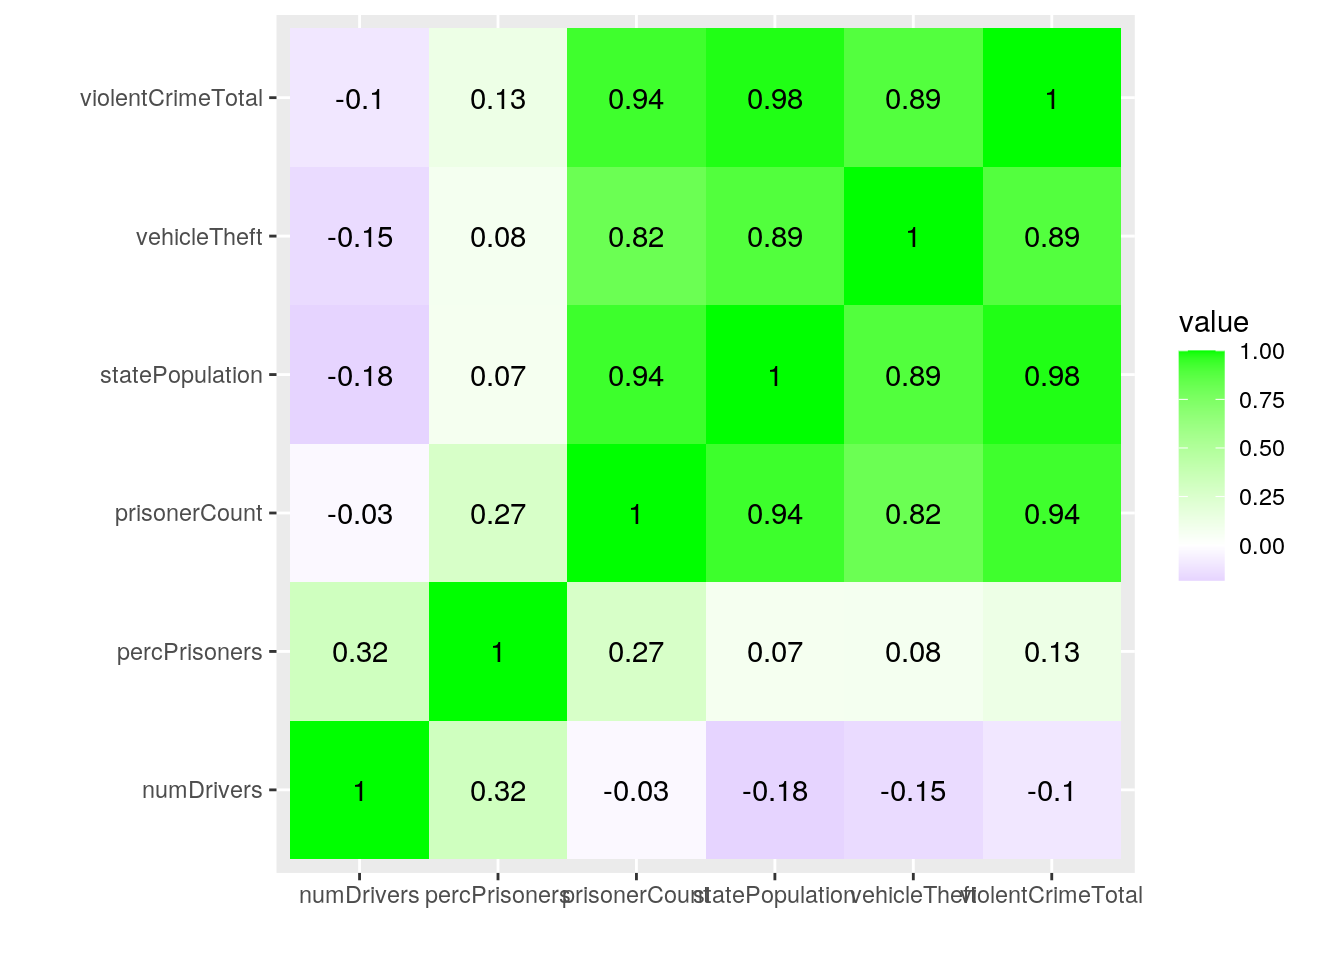 violentCrimeTotal -0.1 0.13 0.94 0.98 0.89 1
vehicleTheft -0.15 0.08 0.82 0.89 1 0.89
statePopulation -0.18 0.07 0.94 1 0.89 0.98
prisonerCount -0.03 0.27 1 0.94 0.82 0.94
percPrisoners 0.32 1 0.27 0.07 0.08 0.13
numDrivers 1 0.32 -0.03 -0.18 -0.15 -0.1
numDrivers percPrisoners prisonerCount statePopulation vehicleTheft violentCrimeTotal
value
1.00
0.75
0.50
0.25
0.00